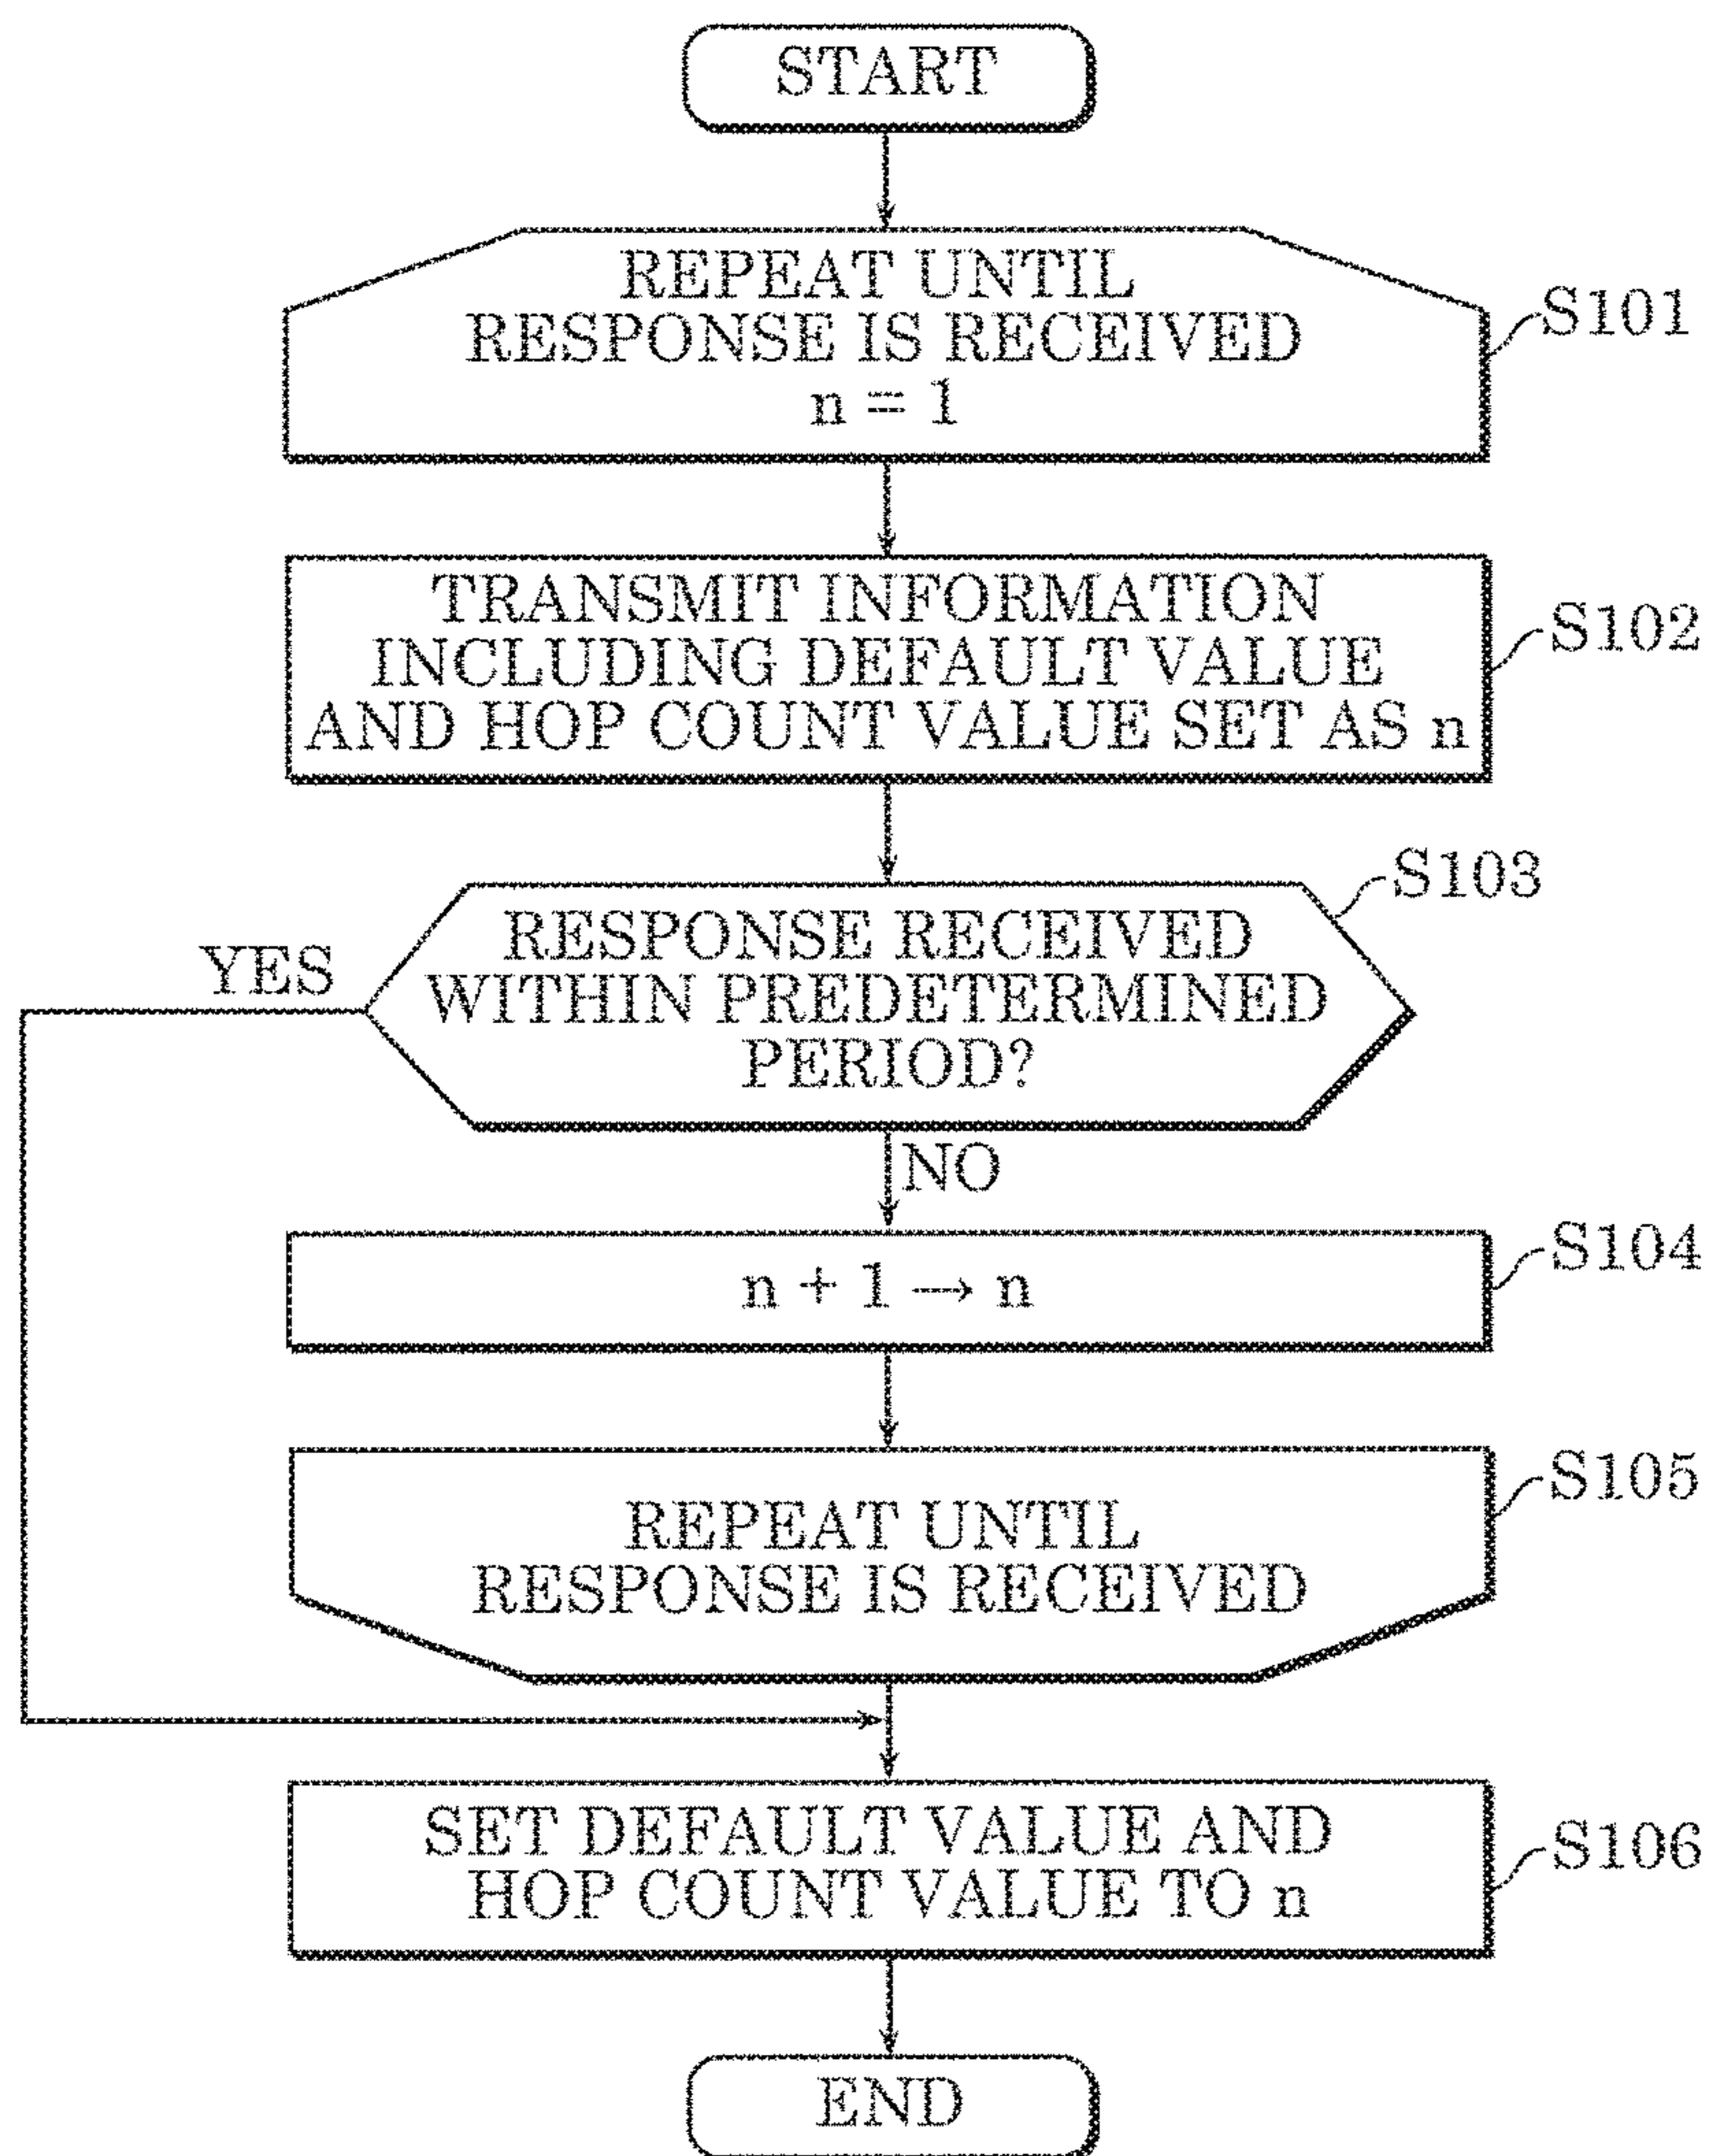 START
REPEAT UNTIL
RESPONSE IS RECEIVED
n = 1
S101
TRANSMIT INFORMATION
INCLUDING DEFAULT VALUE
AND HOP COUNT VALUE SET AS n
S102
RESPONSE RECEIVED
WITHIN PREDETERMINED
PERIOD?
S103
YES
NO
n + 1 → n
S104
REPEAT UNTIL
RESPONSE IS RECEIVED
S105
SET DEFAULT VALUE AND
HOP COUNT VALUE TO n
S106
END